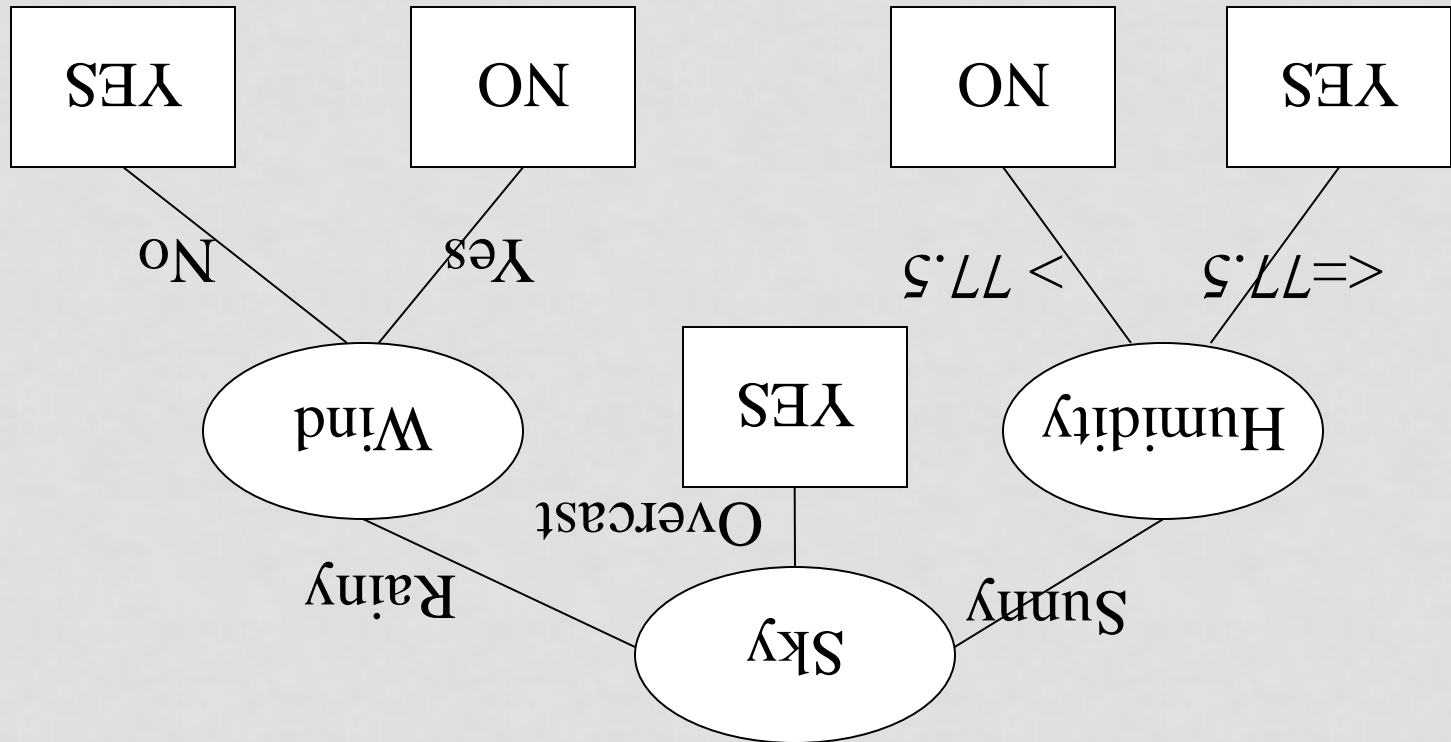 Sky
Sunny
Rainy
Overcast
Humidity
YES
Wind
<=77.5
> 77.5
Yes
No
YES
NO
NO
YES